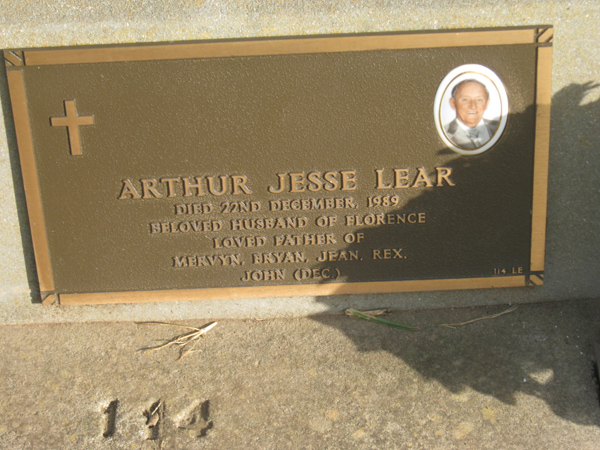 ARTHUR JESSE LEAR
DIED 22ND DECEMBER, 1989
BELOVED HUSBAND OF FLORENCE
LOVED FATHER OF
MERVYN, BRYAN, JEAN, REX,
JOHN (DEC.)
114 LE
114